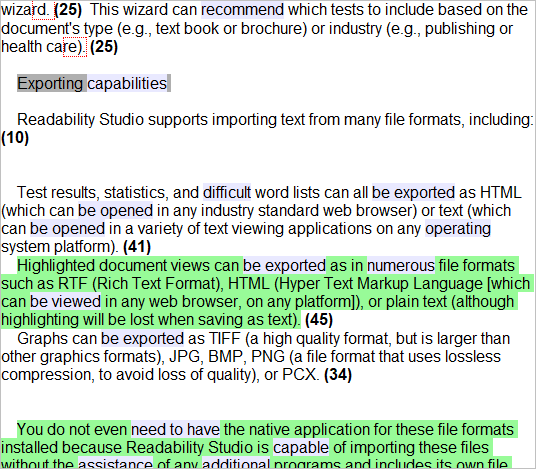 wizard. (25) This wizard can recommend which tests to include based on the
document's type (e.g., text book or brochure) or industry (e.g., publishing or
health care). (25)
Exporting capabilities
Readability Studio supports importing text from many file formats, including:
(10)
Test results, statistics, and difficult word lists can all be exported as HTML
(which can be opened in any industry standard web browser) or text (which
can be opened in a variety of text viewing applications on any operating
system platform). (41)
Highlighted document views can be exported as in numerous file formats
such as RTF (Rich Text Format), HTML (Hyper Text Markup Language [which
can be viewed in any web browser, on any platform]), or plain text (although
highlighting will be lost when saving as text). (45)
Graphs can be exported as TIFF (a high quality format, but is larger than
other graphics formats), JPG, BMP, PNG (a file format that uses lossless
compression, to avoid loss of quality), or PCX. (34)
You do not even need to have the native application for these file formats
installed because Readability Studio is capable of importing these files
without the assistance of any additional programs and includes its own file